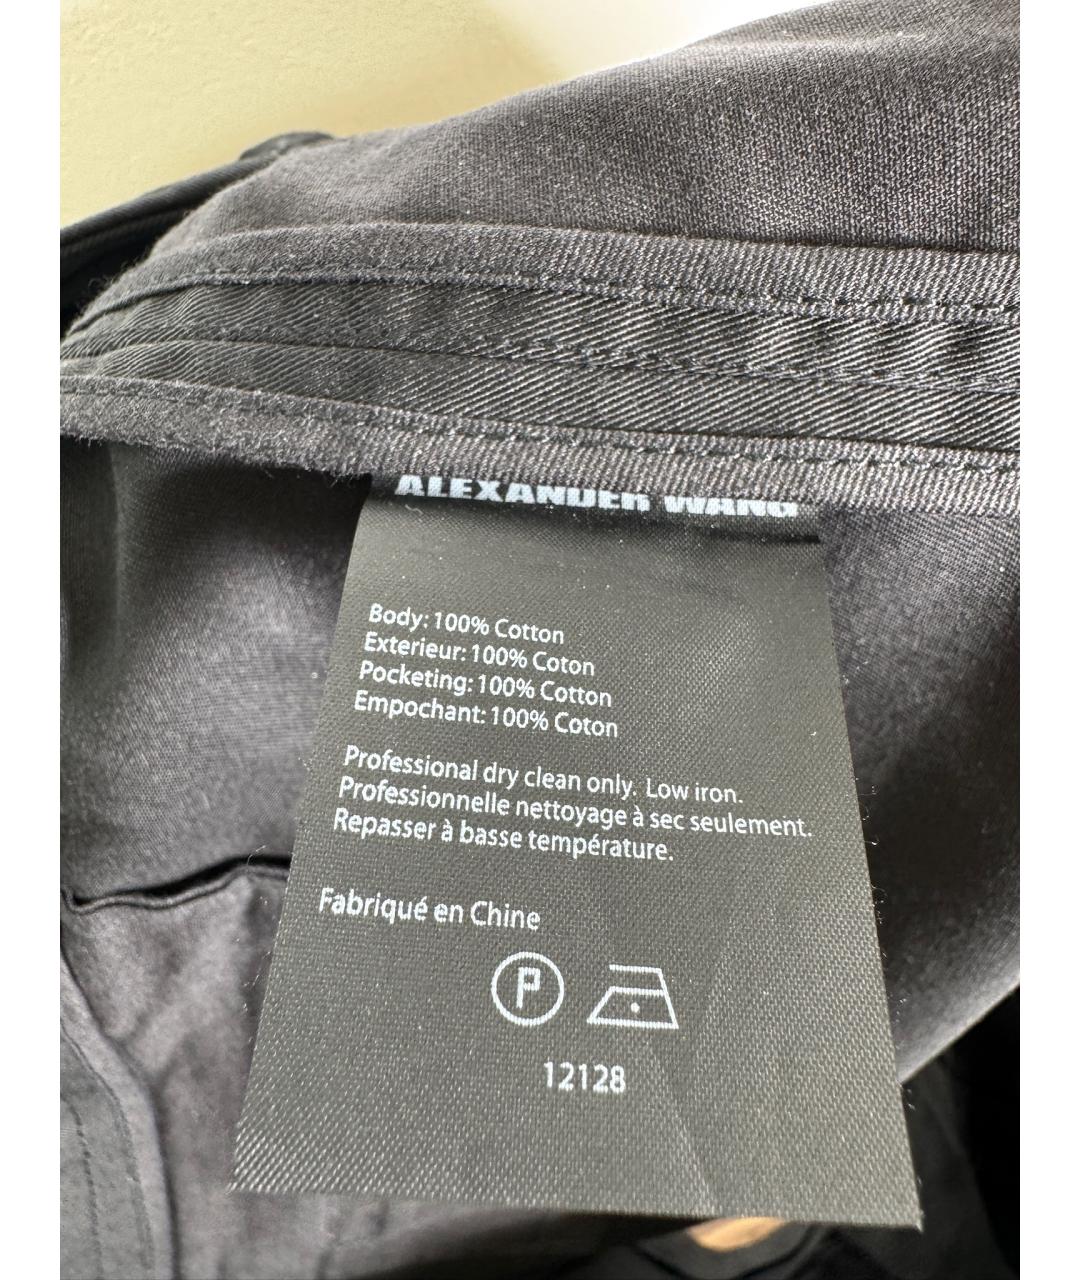 ALEXANDER WANG
Body: 100% Cotton
Exterieur: 100% Coton
Pocketing: 100% Cotton
Empochant: 100% Coton
Professional dry clean only. Low iron.
Professionnelle nettoyage à sec seulement.
Repasser à basse température.
Fabriqué en Chine
P
12128